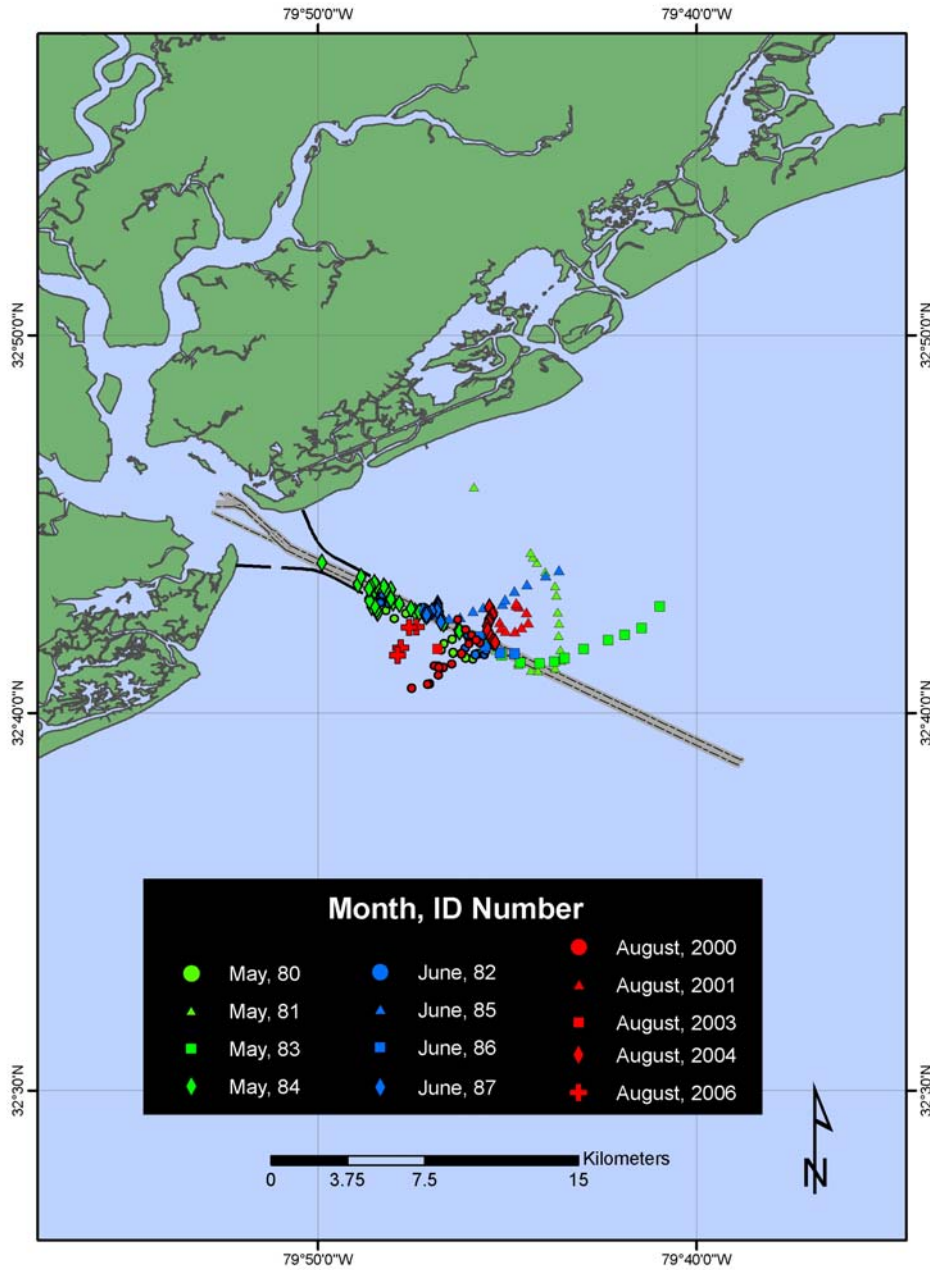 79°50'0"W 79°40'0"W
32°50'0"N 32°50'0"N
32°40'0"N 32°40'0"N
Month, ID Number
May, 80 June, 82 August, 2000
May, 81 June, 85 August, 2001
May, 83 June, 86 August, 2003
May, 84 June, 87 August, 2004
August, 2006
32°30'0"N 32°30'0"N
Kilometers
0 3.75 7.5 15
N
79°50'0"W 79°40'0"W